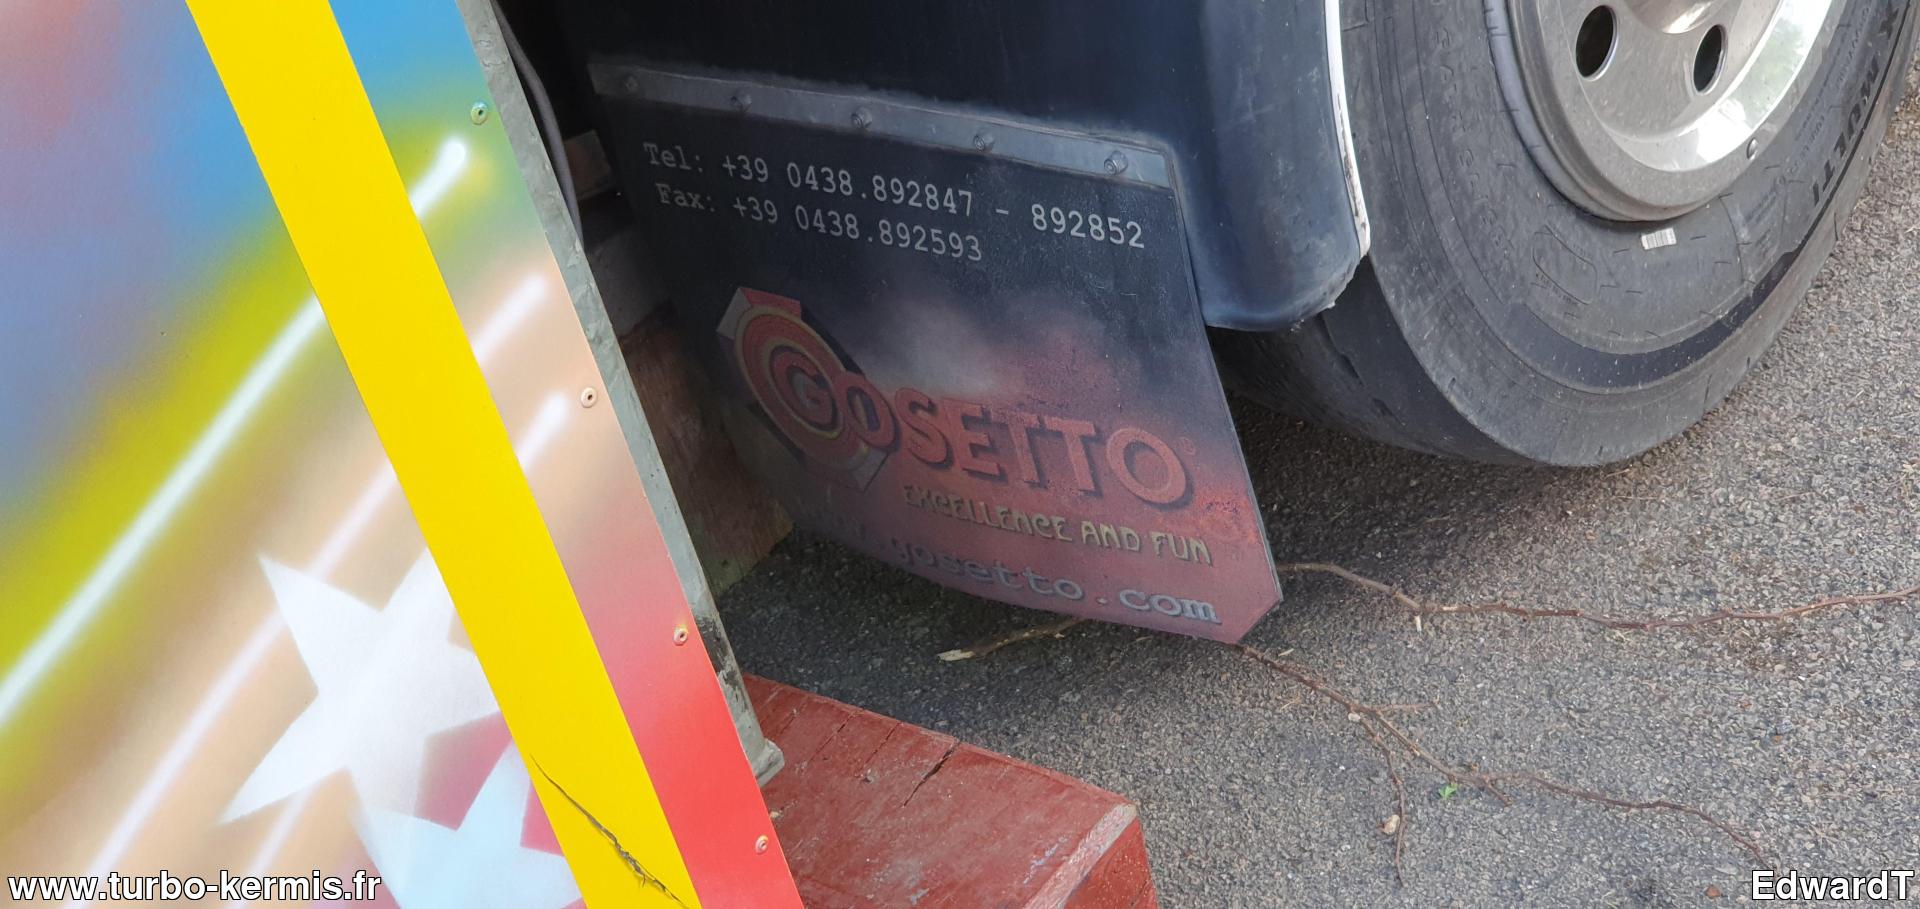 Tel: +39 0438.892847 - 892852
Fax: +39 0438.892593
GOSETTO
EXCELLENCE AND FUN
gosetto.com
X MULTI
www.turbo-kermis.fr
EdwardT